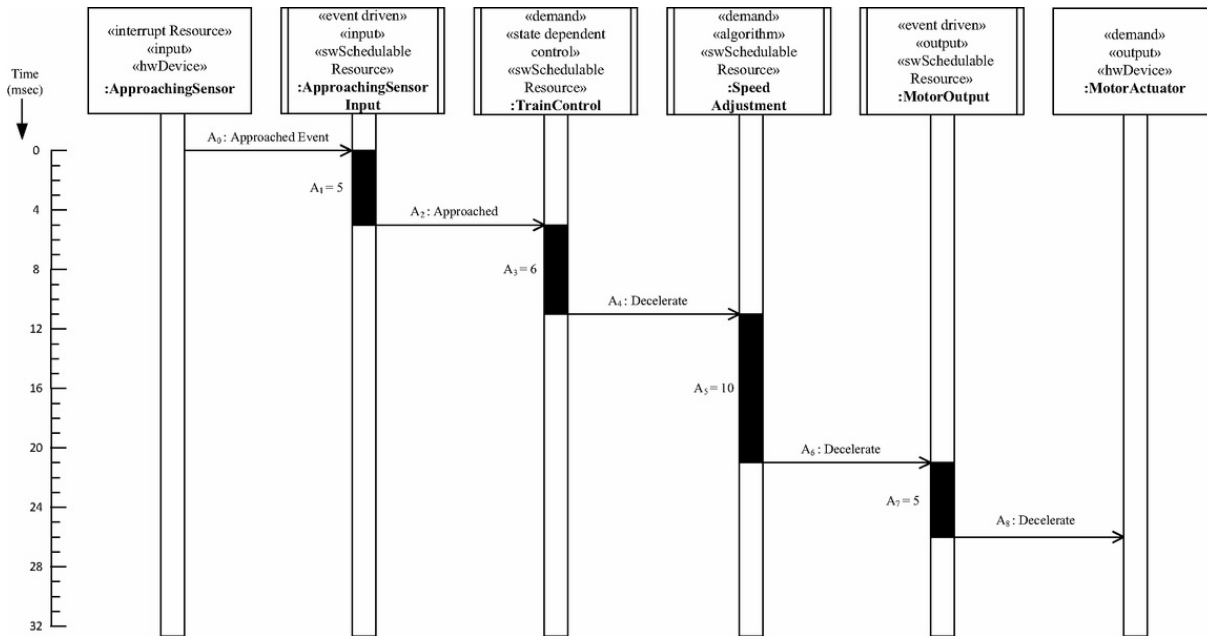 Time
(msec)
«interrupt Resource»
«input»
«hwDevice»
:ApproachingSensor
«event driven»
«input»
«swSchedulable
Resource»
:ApproachingSensor
Input
«demand»
«state dependent
control»
«swSchedulable
Resource»
:TrainControl
«demand»
«algorithm»
«swSchedulable
Resource»
:Speed
Adjustment
«event driven»
«output»
«swSchedulable
Resource»
:MotorOutput
«demand»
«output»
«hwDevice»
:MotorActuator
0
A₀ : Approached Event
A₁ = 5
4
A₂ : Approached
8
A₃ = 6
A₄ : Decelerate
12
16
A₅ = 10
20
A₆ : Decelerate
24
A₇ = 5
A₈ : Decelerate
28
32